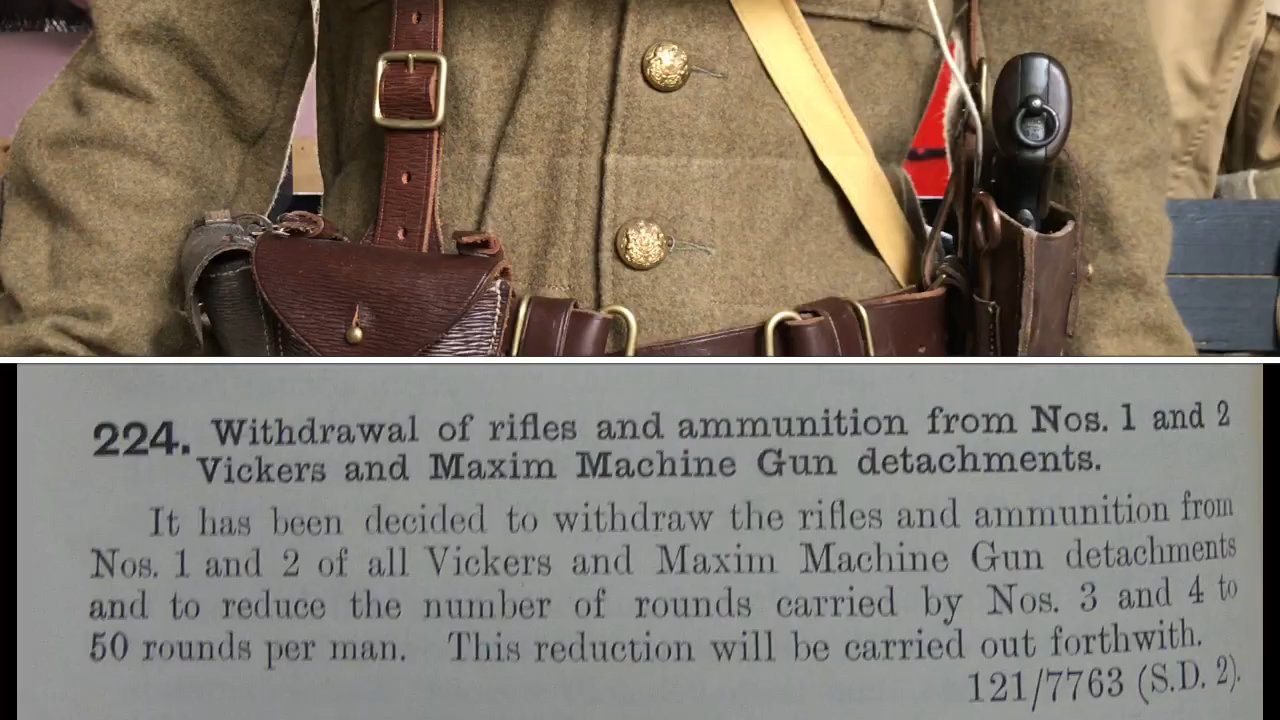 224. Withdrawal of rifles and ammunition from Nos. 1 and 2
Vickers and Maxim Machine Gun detachments.
It has been decided to withdraw the rifles and ammunition from
Nos. 1 and 2 of all Vickers and Maxim Machine Gun detachments
and to reduce the number of rounds carried by Nos. 3 and 4 to
50 rounds per man. This reduction will be carried out forthwith.
121/7763 (S.D. 2).